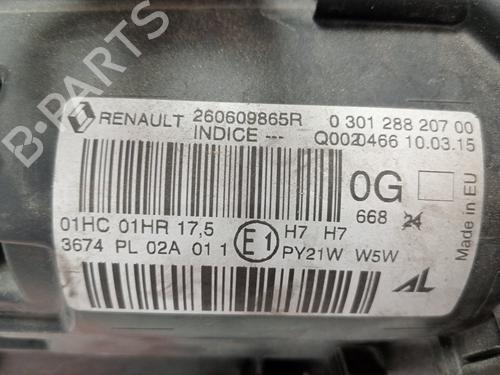 B-PARTS
RENAULT 260609865R 0 301 288 207 00
INDICE --- Q0020466 10.03.15
0G
668 24
Made in EU
01HC 01HR 17,5 E1 H7 H7
3674 PL 02A 01 1 PY21W W5W
AL